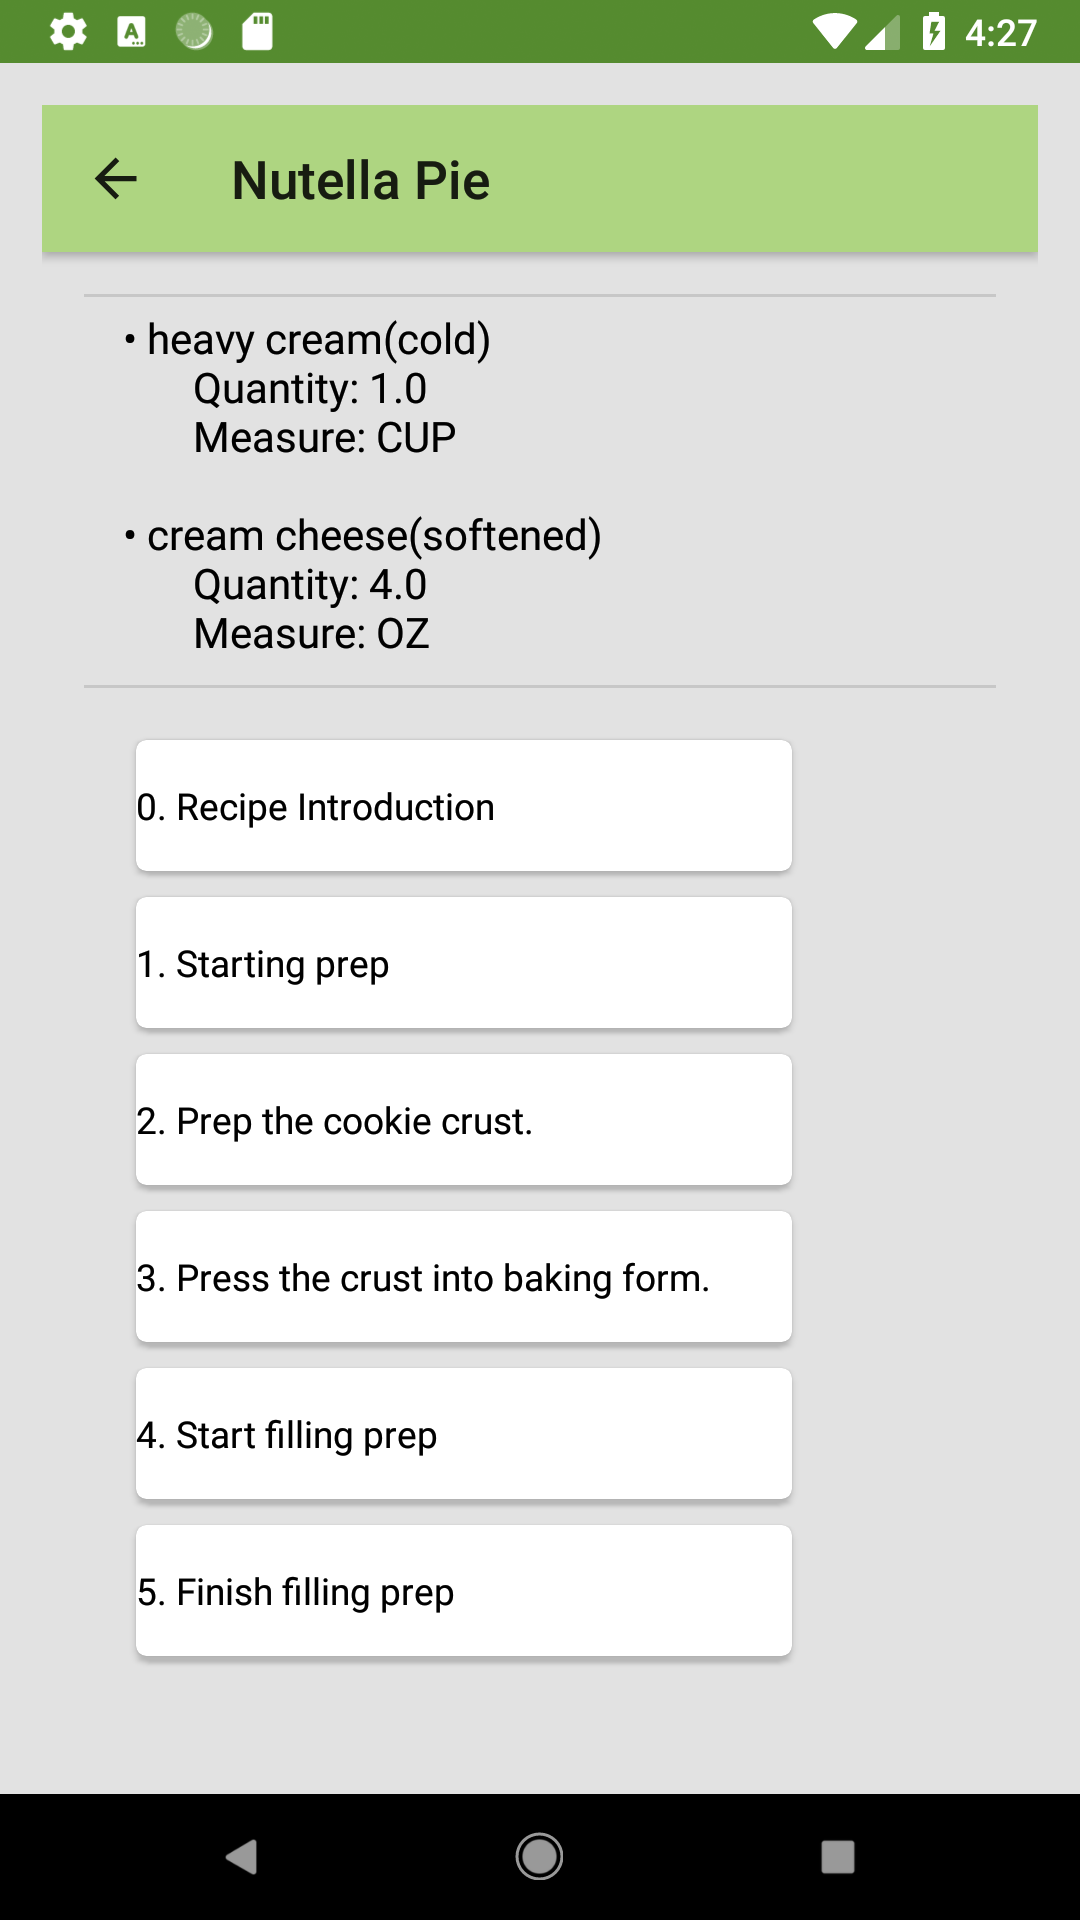 4:27
Nutella Pie
• heavy cream(cold)
Quantity: 1.0
Measure: CUP
• cream cheese(softened)
Quantity: 4.0
Measure: OZ
0. Recipe Introduction
1. Starting prep
2. Prep the cookie crust.
3. Press the crust into baking form.
4. Start filling prep
5. Finish filling prep